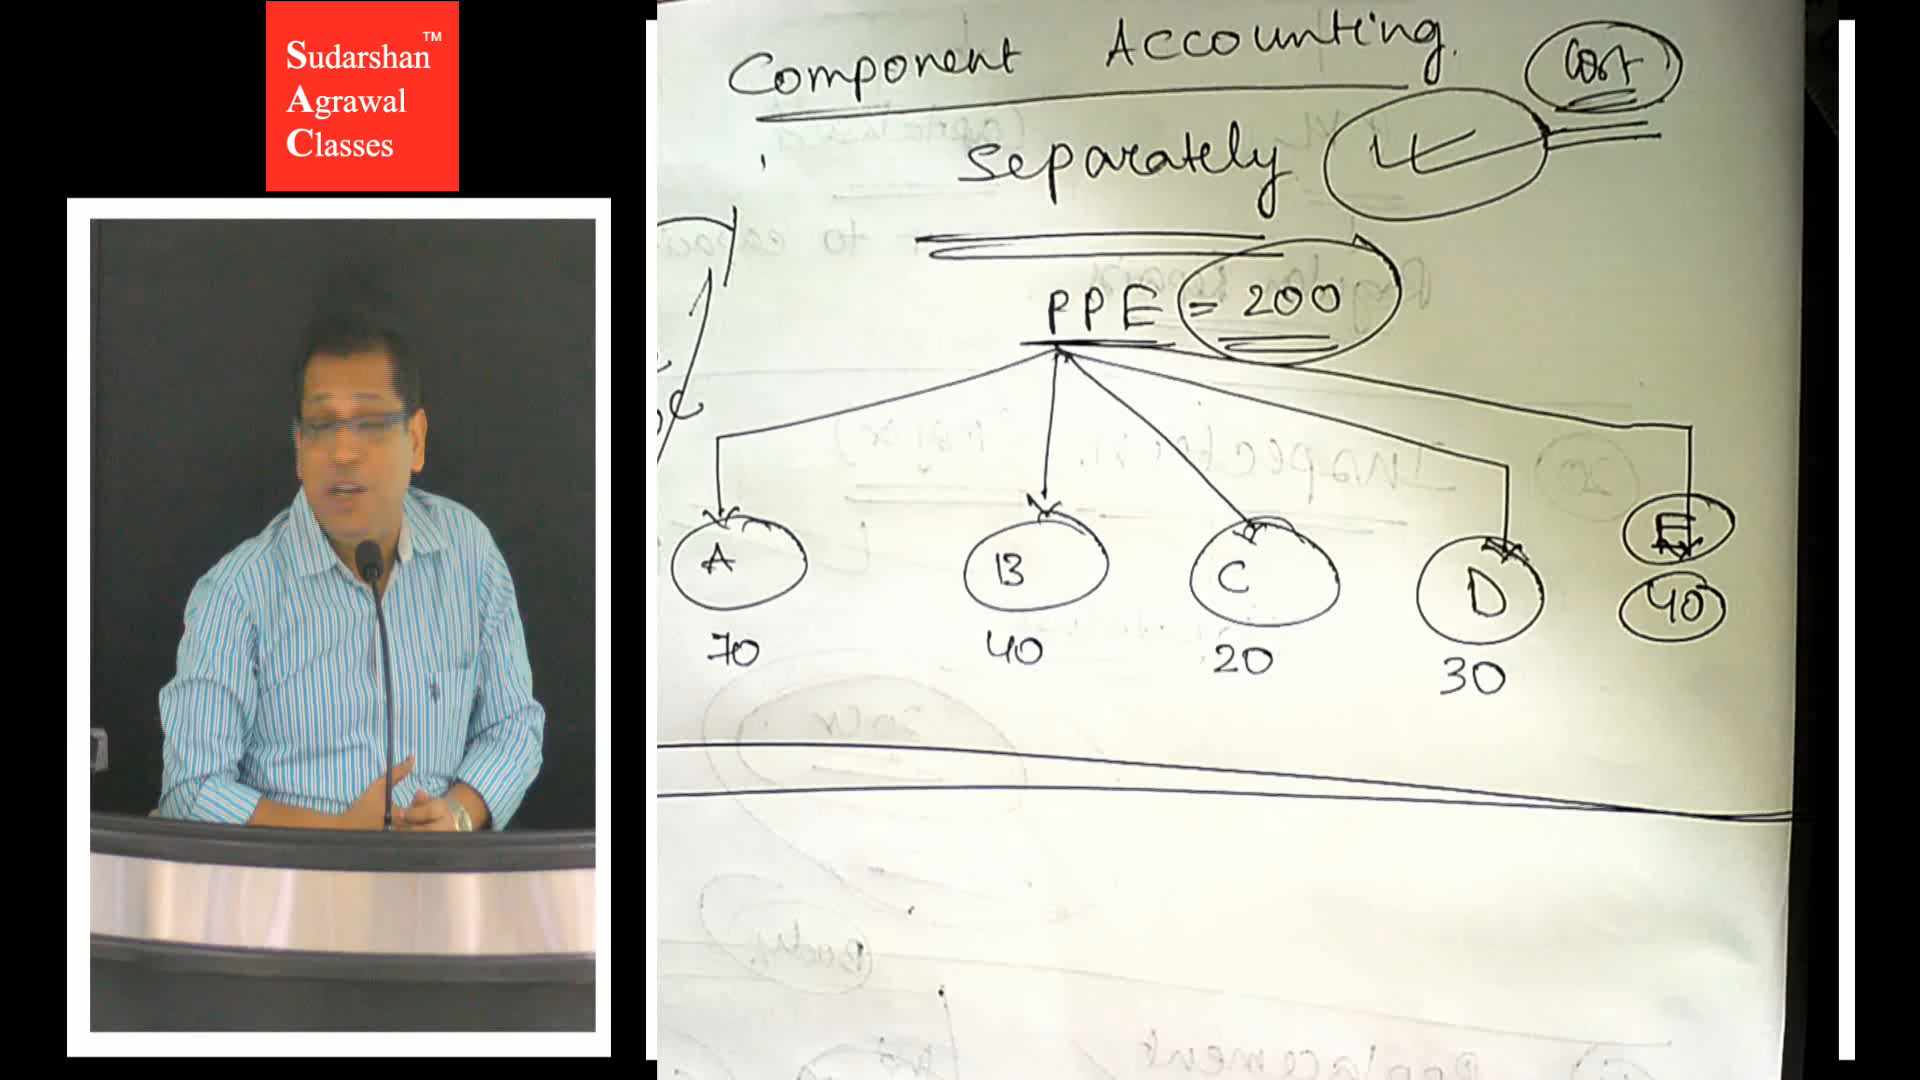 Sudarshan™
Agrawal
Classes
Component Accounting.
Cost
separately
PPE = 200
A
B
C
D
E
70
40
20
30
40